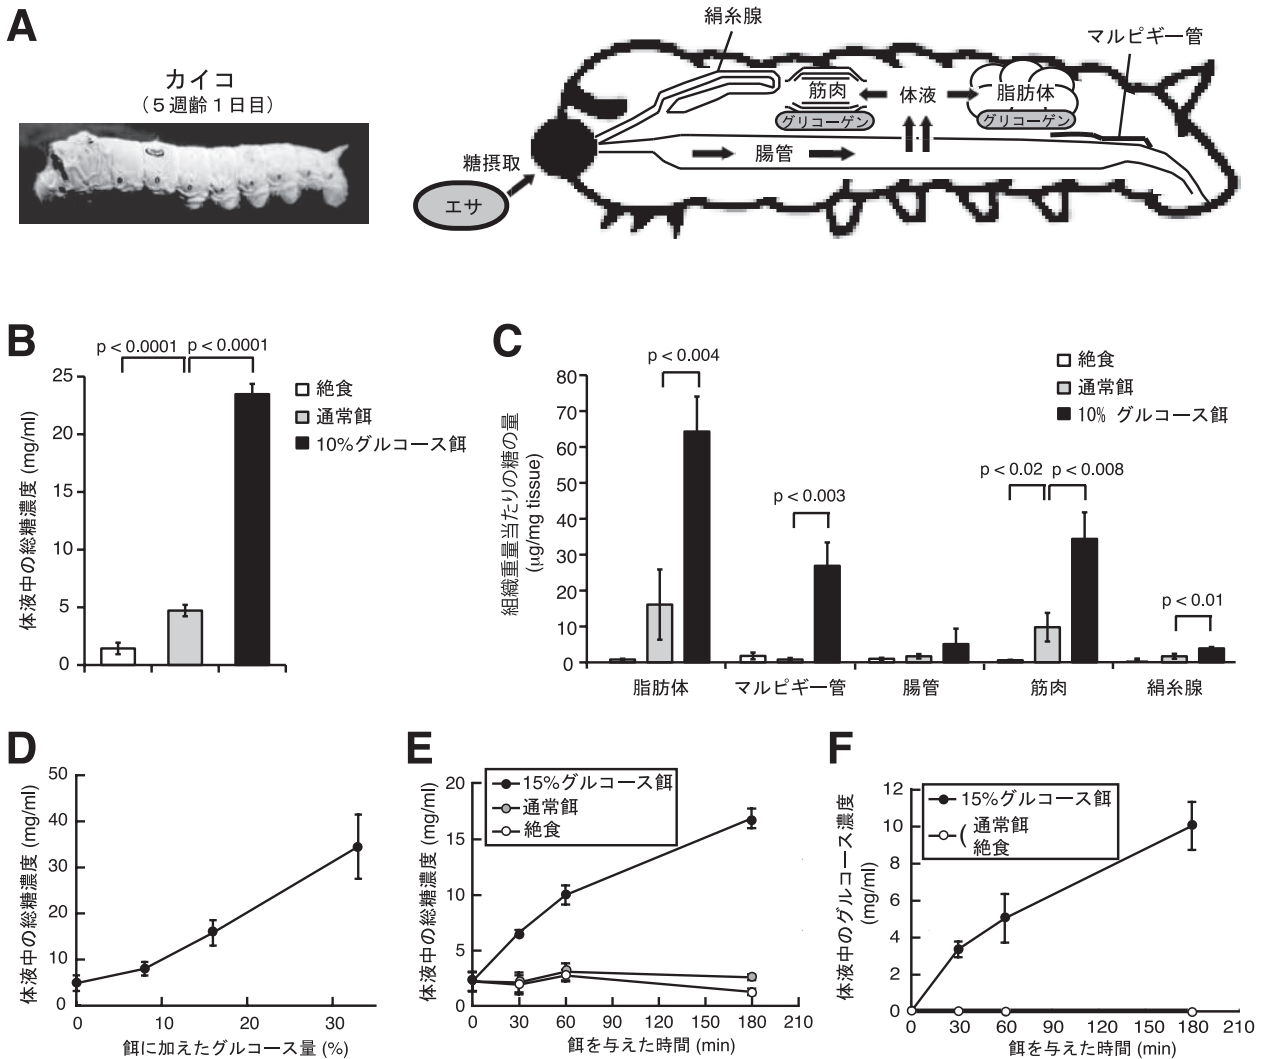 A
カイコ
(5週齢1日目)
絹糸腺
マルピギー管
筋肉
体液
脂肪体
グリコーゲン
グリコーゲン
腸管
糖摂取
エサ
B
p < 0.0001
p < 0.0001
体液中の総糖濃度 (mg/ml)
25
20
15
10
5
0
絶食
通常餌
10%グルコース餌
C
組織重量当たりの糖の量
(μg/mg tissue)
80
70
60
50
40
30
20
10
0
p < 0.004
p < 0.003
p < 0.02
p < 0.008
p < 0.01
絶食
通常餌
10% グルコース餌
脂肪体
マルピギー管
腸管
筋肉
絹糸腺
D
体液中の総糖濃度 (mg/ml)
50
40
30
20
10
0
0 10 20 30
餌に加えたグルコース量 (%)
E
体液中の総糖濃度 (mg/ml)
20
15
10
5
0
15%グルコース餌
通常餌
絶食
0 30 60 90 120 150 180 210
餌を与えた時間 (min)
F
体液中のグルコース濃度
(mg/ml)
12
10
8
6
4
2
0
15%グルコース餌
( 通常餌
絶食
0 30 60 90 120 150 180 210
餌を与えた時間 (min)